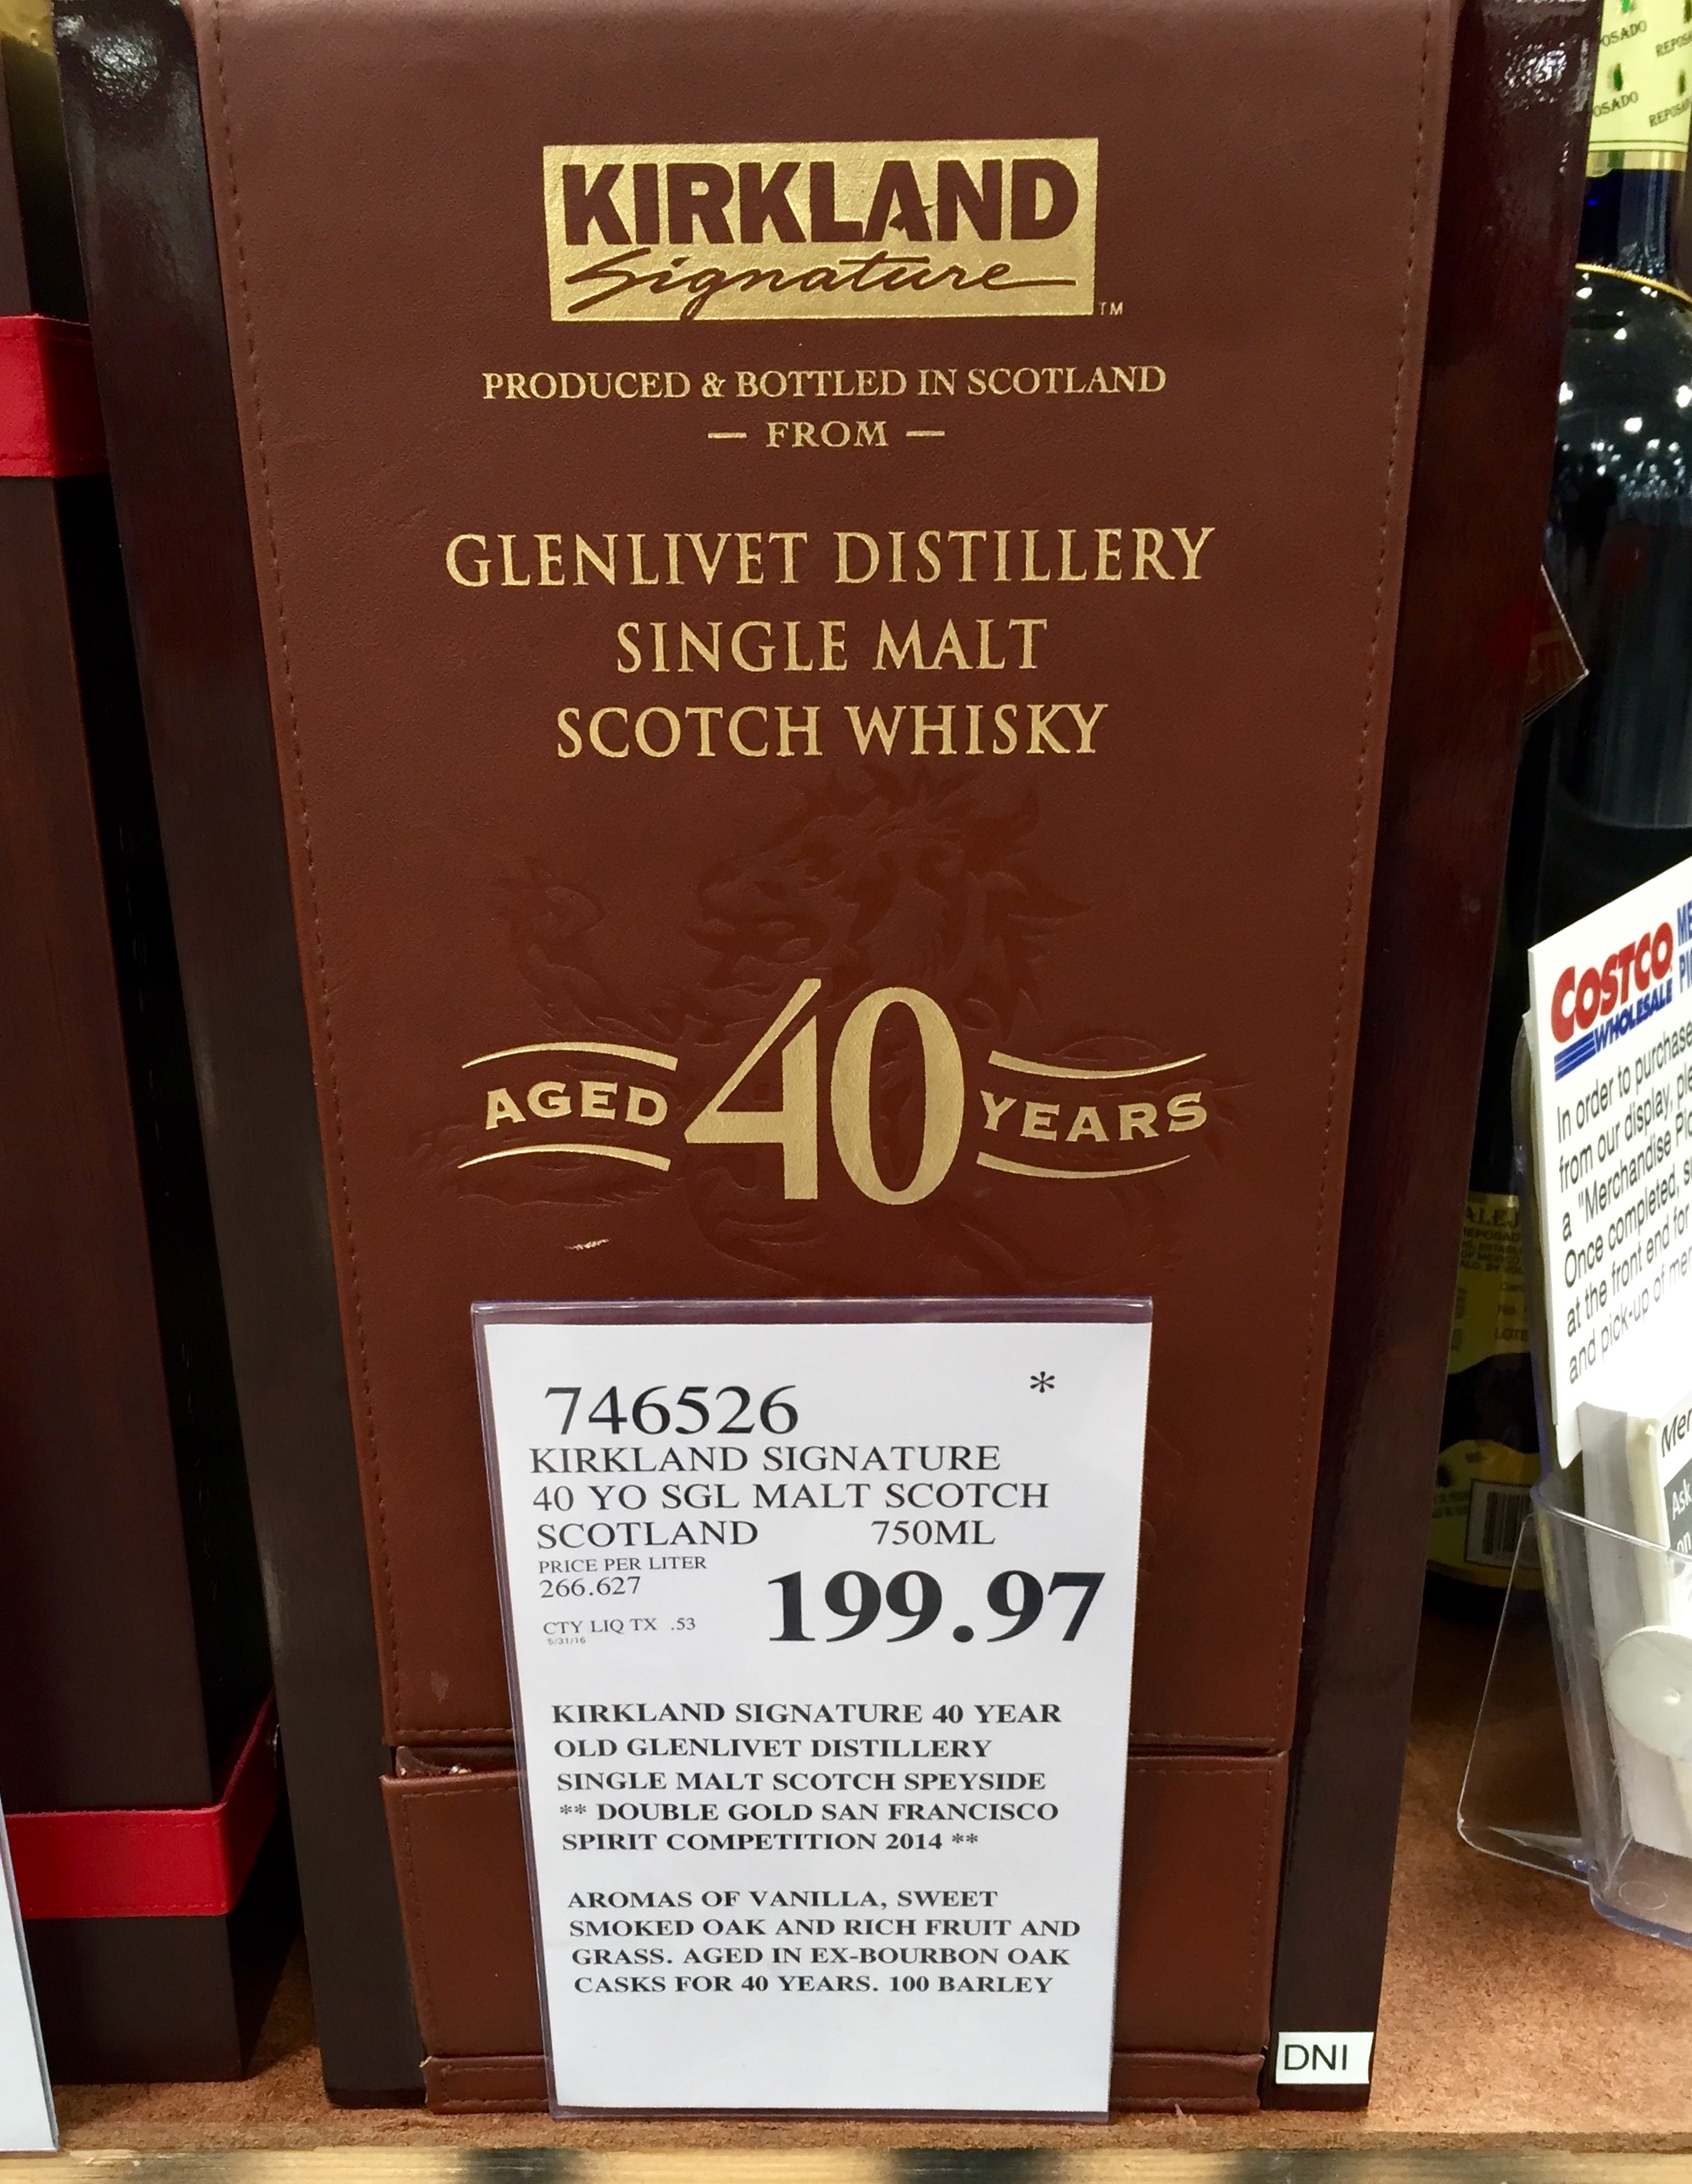 KIRKLAND
Signature
TM
PRODUCED & BOTTLED IN SCOTLAND
— FROM —
GLENLIVET DISTILLERY
SINGLE MALT
SCOTCH WHISKY
AGED 40 YEARS
746526 *
KIRKLAND SIGNATURE
40 YO SGL MALT SCOTCH
SCOTLAND 750ML
PRICE PER LITER
266.627
199.97
CTY LIQ TX .53
5/31/16
KIRKLAND SIGNATURE 40 YEAR
OLD GLENLIVET DISTILLERY
SINGLE MALT SCOTCH SPEYSIDE
** DOUBLE GOLD SAN FRANCISCO
SPIRIT COMPETITION 2014 **
AROMAS OF VANILLA, SWEET
SMOKED OAK AND RICH FRUIT AND
GRASS. AGED IN EX-BOURBON OAK
CASKS FOR 40 YEARS. 100 BARLEY
DNI
COSTCO
WHOLESALE
In order to purchase
from our display,
a "Merchandise
Once completed,
at the front end for
and pick-up of
Ask